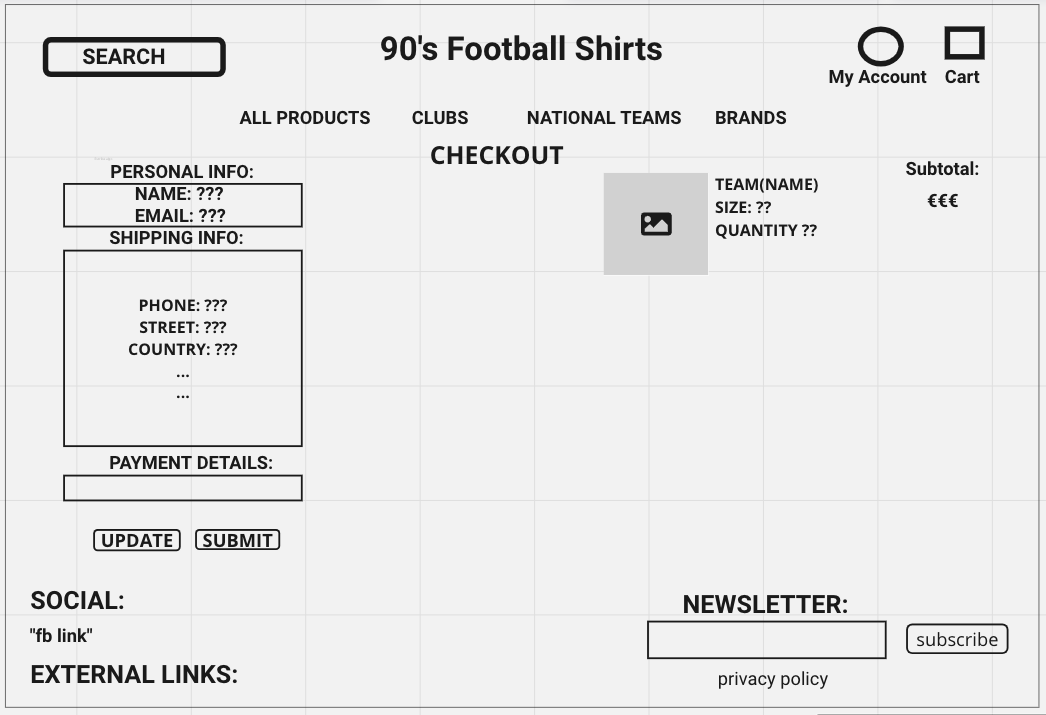 SEARCH
90's Football Shirts
My Account
Cart
ALL PRODUCTS
CLUBS
NATIONAL TEAMS
BRANDS
CHECKOUT
PERSONAL INFO:
NAME: ???
EMAIL: ???
SHIPPING INFO:
PHONE: ???
STREET: ???
COUNTRY: ???
...
...
PAYMENT DETAILS:
UPDATE
SUBMIT
TEAM(NAME)
SIZE: ??
QUANTITY ??
Subtotal:
€€€
SOCIAL:
"fb link"
EXTERNAL LINKS:
NEWSLETTER:
subscribe
privacy policy